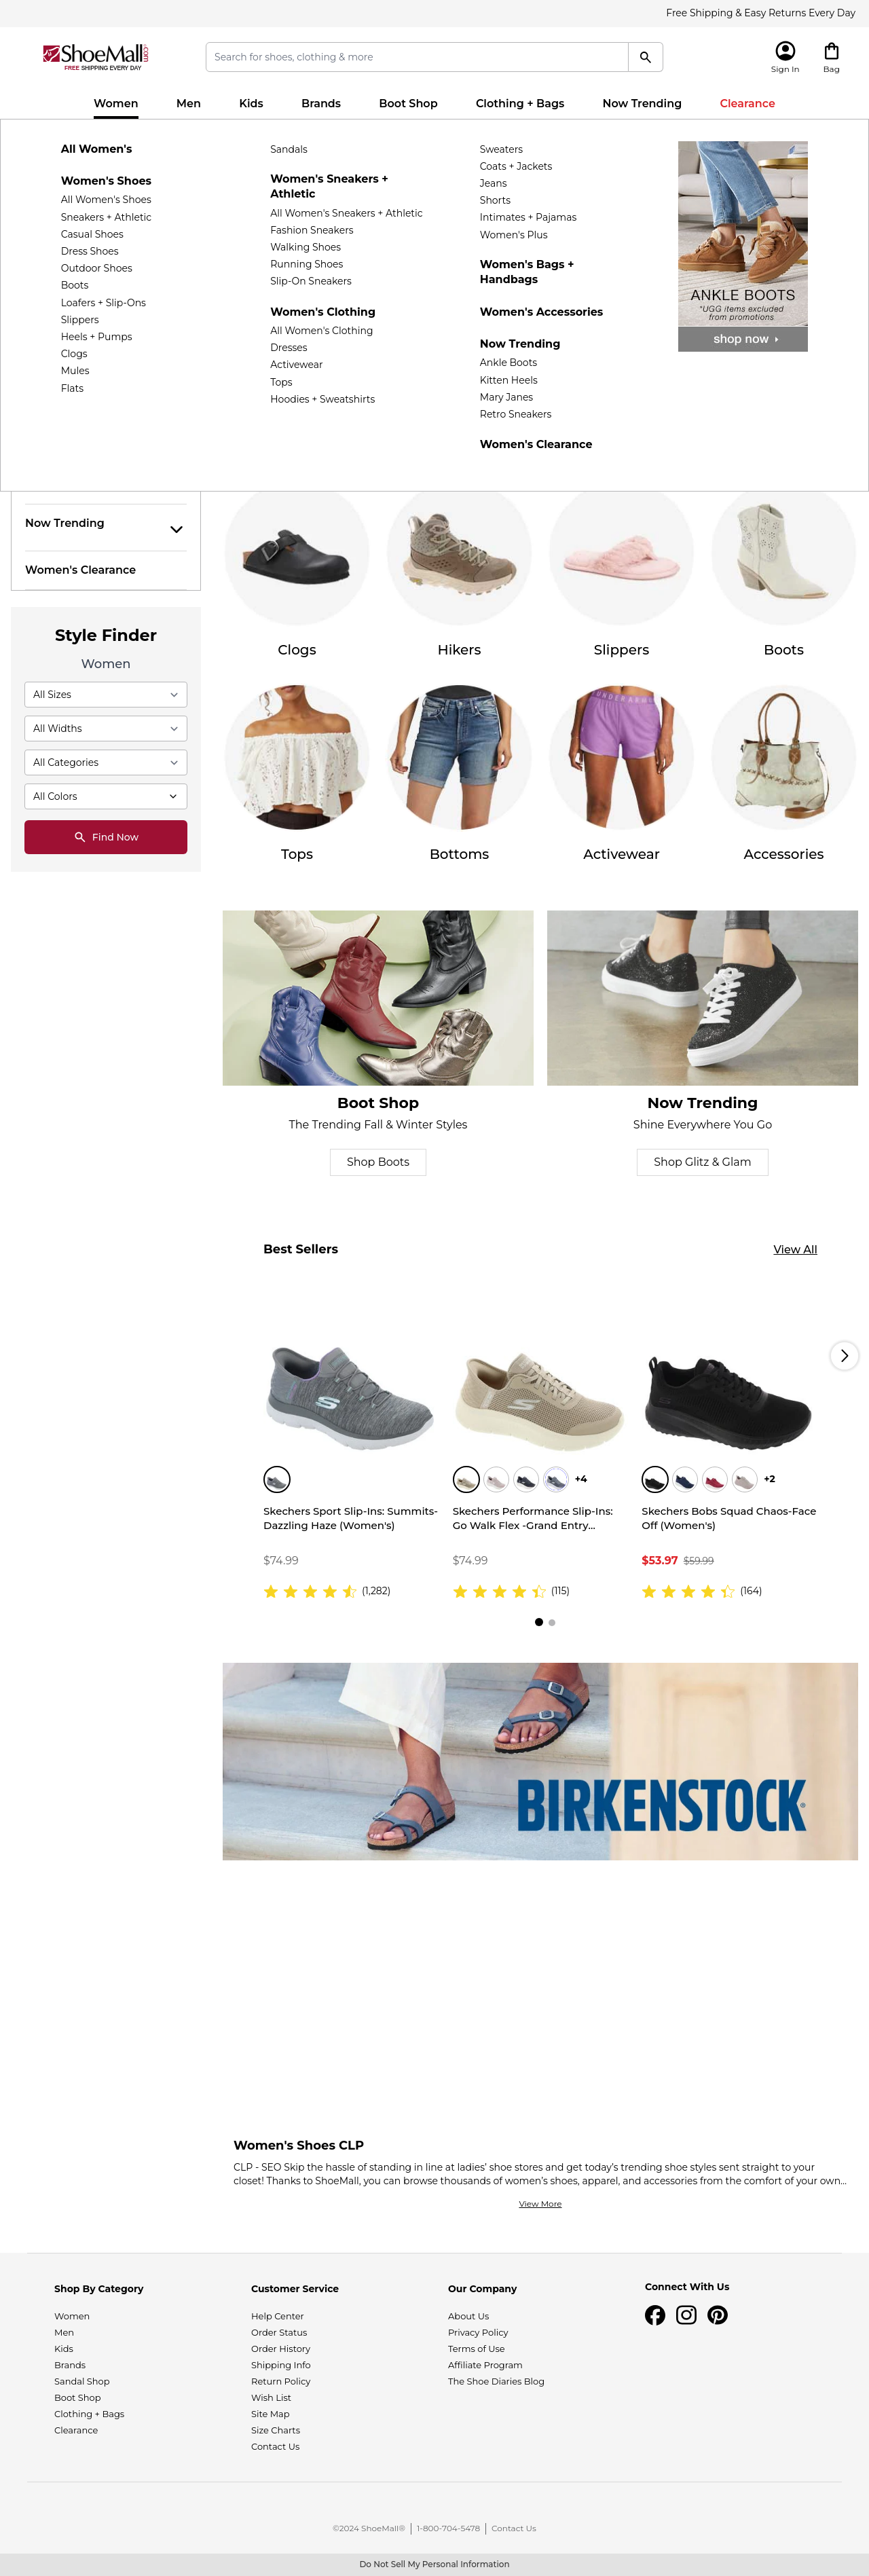 Free Shipping & Easy Returns Every Day
ShoeMall.com
FREE SHIPPING EVERY DAY
Search for shoes, clothing & more
Sign In
Bag
Women
Men
Kids
Brands
Boot Shop
Clothing + Bags
Now Trending
Clearance
All Women's
Women's Shoes
All Women's Shoes
Sneakers + Athletic
Casual Shoes
Dress Shoes
Outdoor Shoes
Boots
Loafers + Slip-Ons
Slippers
Heels + Pumps
Clogs
Mules
Flats
Sandals
Women's Sneakers +
Athletic
All Women's Sneakers + Athletic
Fashion Sneakers
Walking Shoes
Running Shoes
Slip-On Sneakers
Women's Clothing
All Women's Clothing
Dresses
Activewear
Tops
Hoodies + Sweatshirts
Sweaters
Coats + Jackets
Jeans
Shorts
Intimates + Pajamas
Women's Plus
Women's Bags +
Handbags
Women's Accessories
Now Trending
Ankle Boots
Kitten Heels
Mary Janes
Retro Sneakers
Women's Clearance
ANKLE BOOTS
*UGG items excluded
from promotions
shop now
Now Trending
Women's Clearance
Style Finder
Women
All Sizes
All Widths
All Categories
All Colors
Find Now
Clogs
Hikers
Slippers
Boots
UNDER ARMOUR
Tops
Bottoms
Activewear
Accessories
Boot Shop
The Trending Fall & Winter Styles
Shop Boots
Now Trending
Shine Everywhere You Go
Shop Glitz & Glam
Best Sellers
View All
+4
+2
Skechers Sport Slip-Ins: Summits-
Dazzling Haze (Women's)
$74.99
(1,282)
Skechers Performance Slip-Ins:
Go Walk Flex -Grand Entry...
$74.99
(115)
Skechers Bobs Squad Chaos-Face
Off (Women's)
$53.97 $59.99
(164)
BIRKENSTOCK®
Women's Shoes CLP
CLP - SEO Skip the hassle of standing in line at ladies’ shoe stores and get today’s trending shoe styles sent straight to your
closet! Thanks to ShoeMall, you can browse thousands of women’s shoes, apparel, and accessories from the comfort of your own...
View More
Shop By Category
Women
Men
Kids
Brands
Sandal Shop
Boot Shop
Clothing + Bags
Clearance
Customer Service
Help Center
Order Status
Order History
Shipping Info
Return Policy
Wish List
Site Map
Size Charts
Contact Us
Our Company
About Us
Privacy Policy
Terms of Use
Affiliate Program
The Shoe Diaries Blog
Connect With Us
©2024 ShoeMall®
1-800-704-5478
Contact Us
Do Not Sell My Personal Information